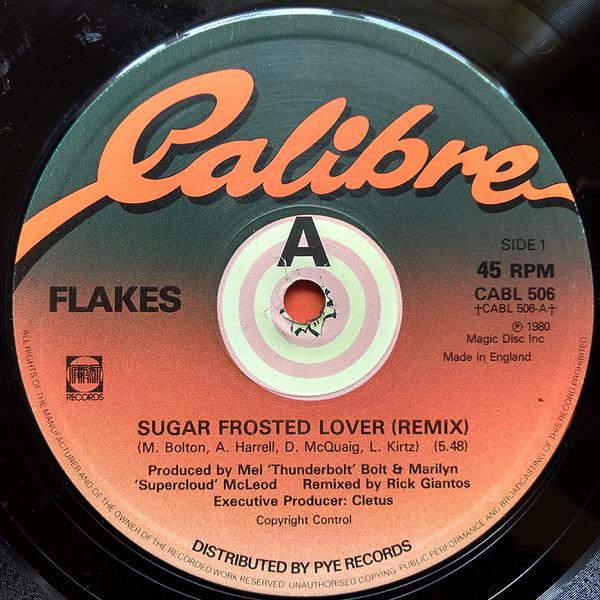 Calibre
A
SIDE 1
45 RPM
CABL 506
†CABL 506-A†
℗ 1980
Magic Disc Inc
Made in England
FLAKES
PRT
RECORDS
SUGAR FROSTED LOVER (REMIX)
(M. Bolton, A. Harrell, D. McQuaig, L. Kirtz) (5.48)
Produced by Mel 'Thunderbolt' Bolt & Marilyn
'Supercloud' McLeod Remixed by Rick Giantos
Executive Producer: Cletus
Copyright Control
DISTRIBUTED BY PYE RECORDS
ALL RIGHTS OF THE MANUFACTURER AND OF THE OWNER OF THE RECORDED WORK RESERVED. UNAUTHORISED COPYING, PUBLIC PERFORMANCE AND BROADCASTING OF THIS RECORD PROHIBITED